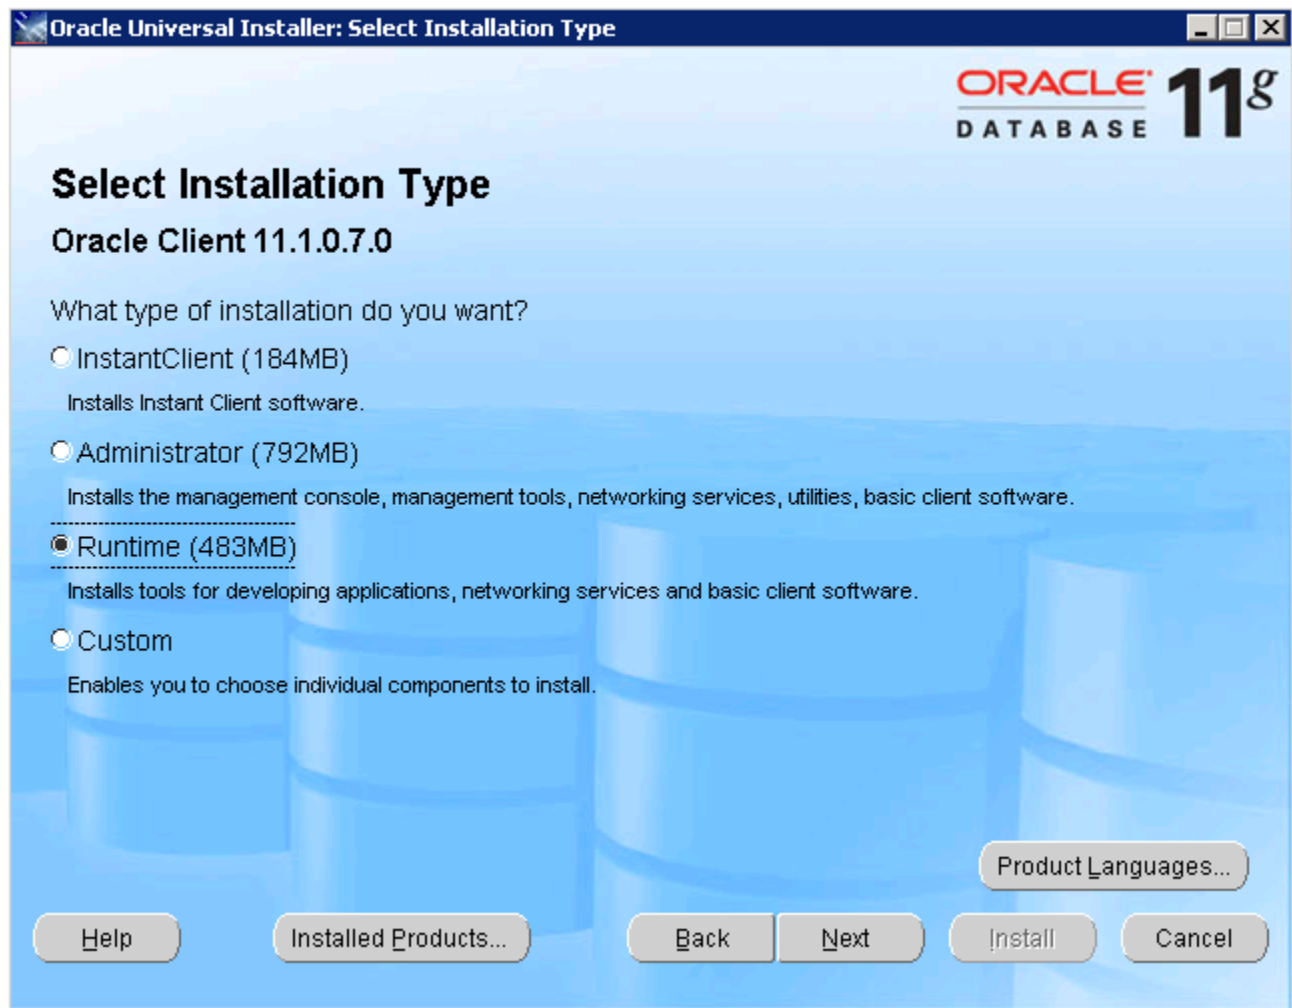 Oracle Universal Installer: Select Installation Type
ORACLE 11g
DATABASE
Select Installation Type
Oracle Client 11.1.0.7.0
What type of installation do you want?
InstantClient (184MB)
Installs Instant Client software.
Administrator (792MB)
Installs the management console, management tools, networking services, utilities, basic client software.
Runtime (483MB)
Installs tools for developing applications, networking services and basic client software.
Custom
Enables you to choose individual components to install.
Product Languages...
Help Installed Products... Back Next Install Cancel